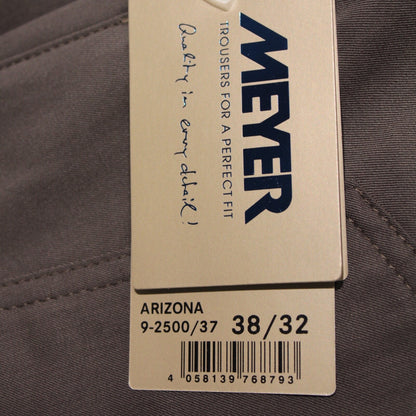 MEYER
TROUSERS FOR A PERFECT FIT
Quality in every detail!
ARIZONA
9-2500/37 38/32
4 058139 768793